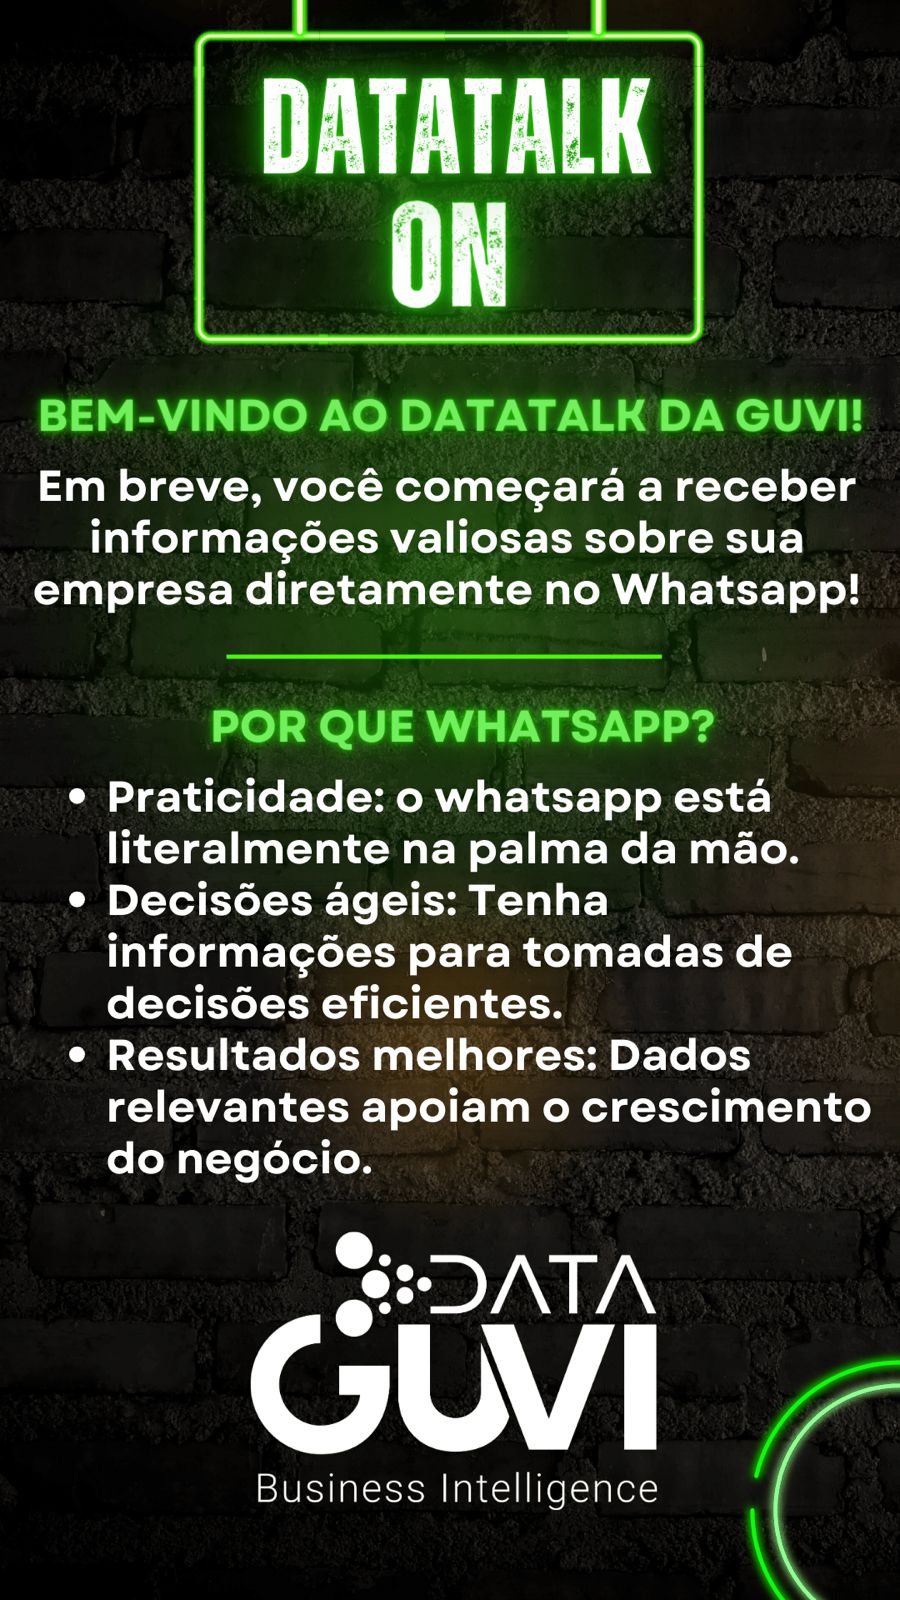 DATATALK
ON
BEM-VINDO AO DATATALK DA GUVI!
Em breve, você começará a receber
informações valiosas sobre sua
empresa diretamente no Whatsapp!
POR QUE WHATSAPP?
• Praticidade: o whatsapp está
literalmente na palma da mão.
• Decisões ágeis: Tenha
informações para tomadas de
decisões eficientes.
• Resultados melhores: Dados
relevantes apoiam o crescimento
do negócio.
DATA
GUVI
Business Intelligence